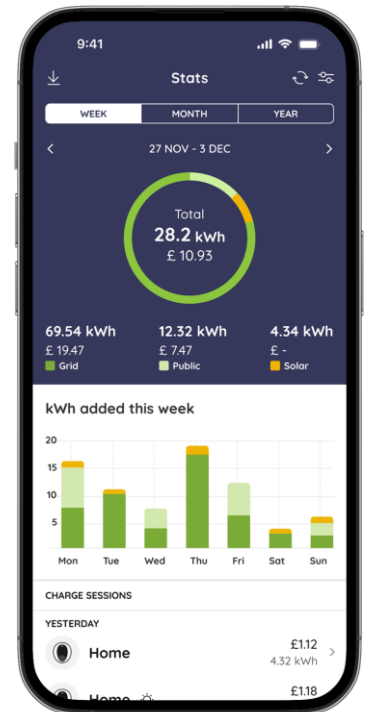 9:41
Stats
WEEK MONTH YEAR
27 NOV - 3 DEC
Total
28.2 kWh
£ 10.93
69.54 kWh 12.32 kWh 4.34 kWh
£ 19.47 £ 7.47 £ -
Grid Public Solar
kWh added this week
20
15
10
5
Mon Tue Wed Thu Fri Sat Sun
CHARGE SESSIONS
YESTERDAY
Home £1.12
4.32 kWh
Home £1.18